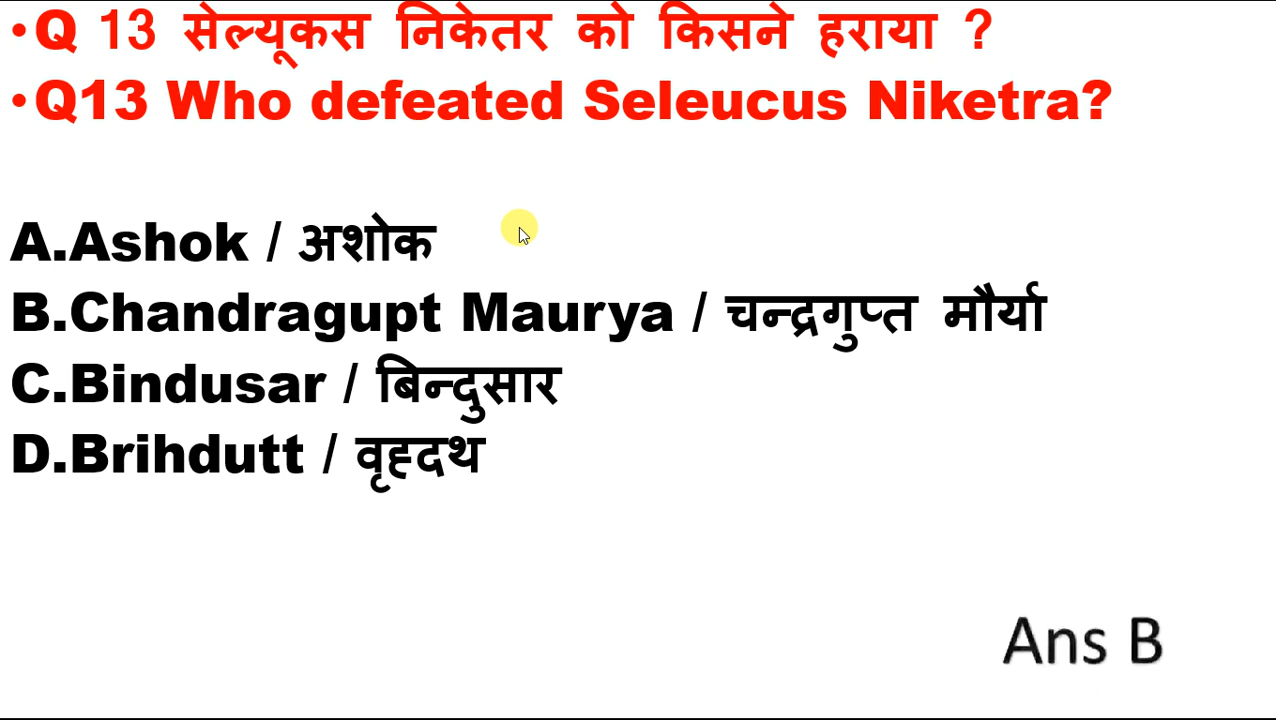 •Q 13 सेल्यूकस निकेतर को किसने हराया ?
•Q13 Who defeated Seleucus Niketra?
A.Ashok / अशोक
B.Chandragupt Maurya / चन्द्रगुप्त मौर्या
C.Bindusar / बिन्दुसार
D.Brihdutt / वृह्दथ
Ans B